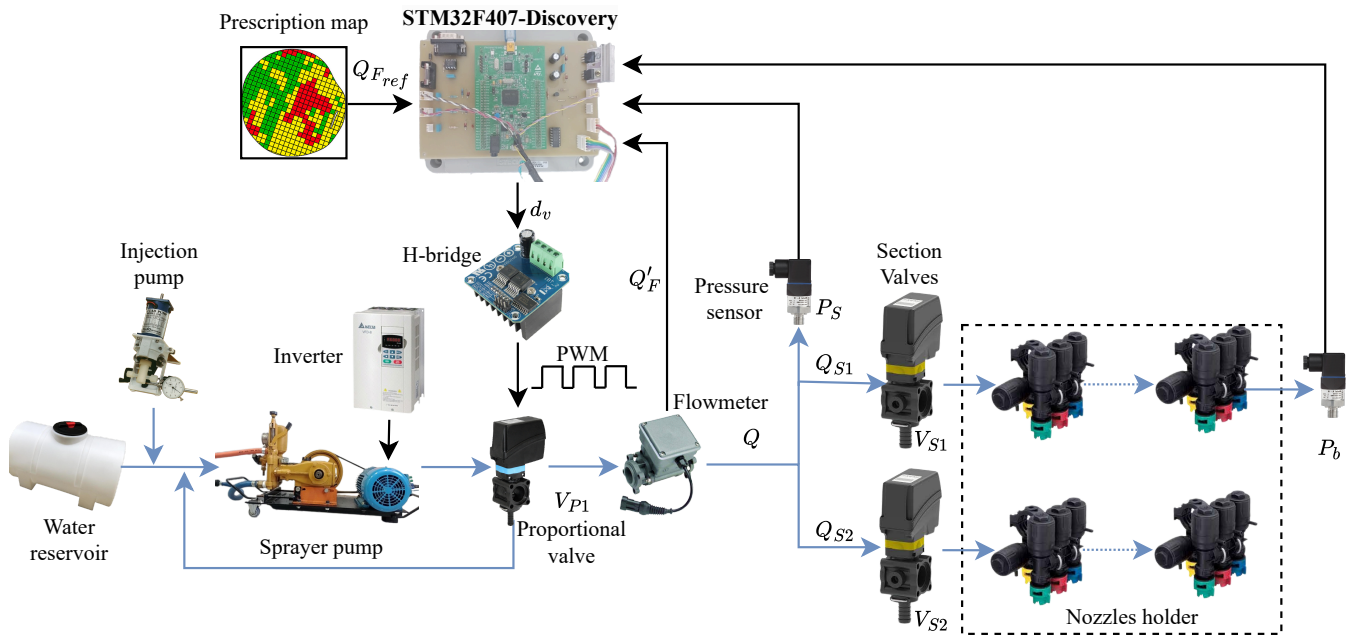 STM32F407-Discovery
Prescription map
Q_{F_{ref}}
d_v
Injection
pump
H-bridge
Q'_F
Pressure
sensor
P_S
Section
Valves
Inverter
PWM
Flowmeter
Q
Q_{S1}
V_{S1}
P_b
Water
reservoir
Sprayer pump
V_{P1}
Proportional
valve
Q_{S2}
V_{S2}
Nozzles holder